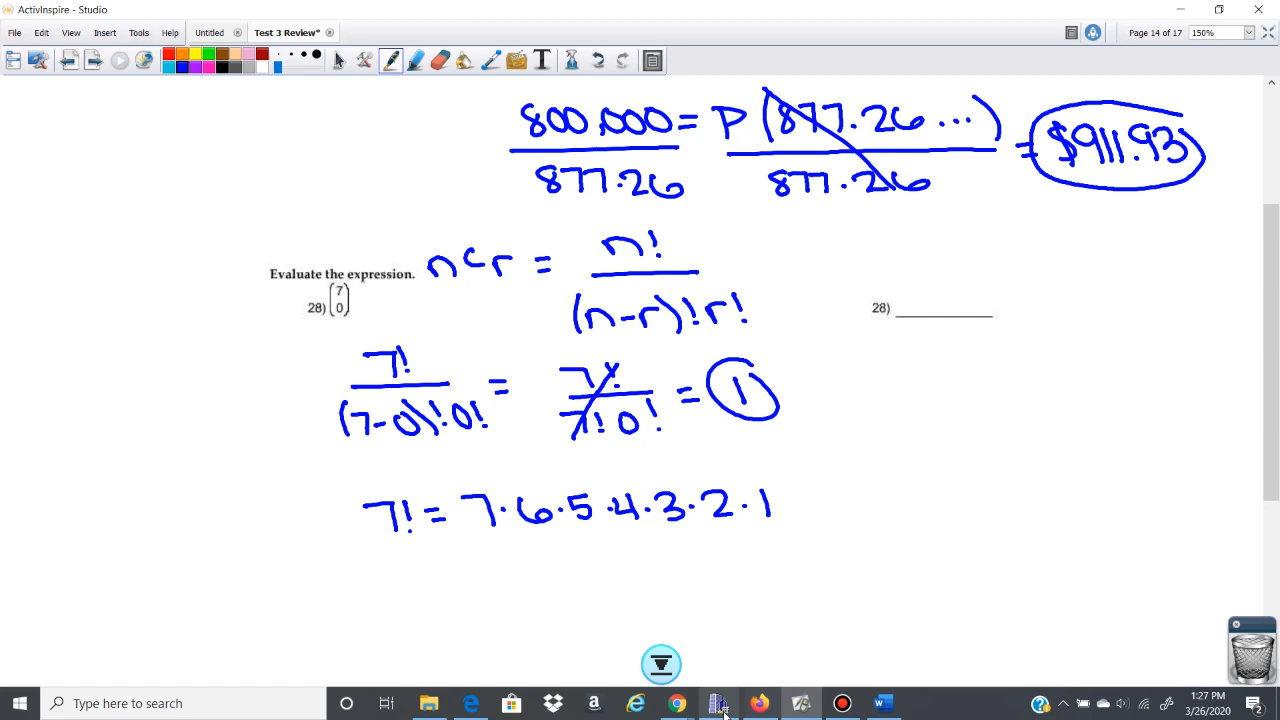 ActivInspire - Studio
File Edit View Insert Tools Help Untitled Test 3 Review* Page 14 of 17 150%
800,000 = P (877.26 ...) = $911.93
877.26 877.26
Evaluate the expression. nCr = n!
(n-r)! r!
28) (7 0) 28)
7! = 7! = 1
(7-0)! 0! 7! 0!
7! = 7·6·5·4·3·2·1
Type here to search
1:27 PM
3/26/2020
2